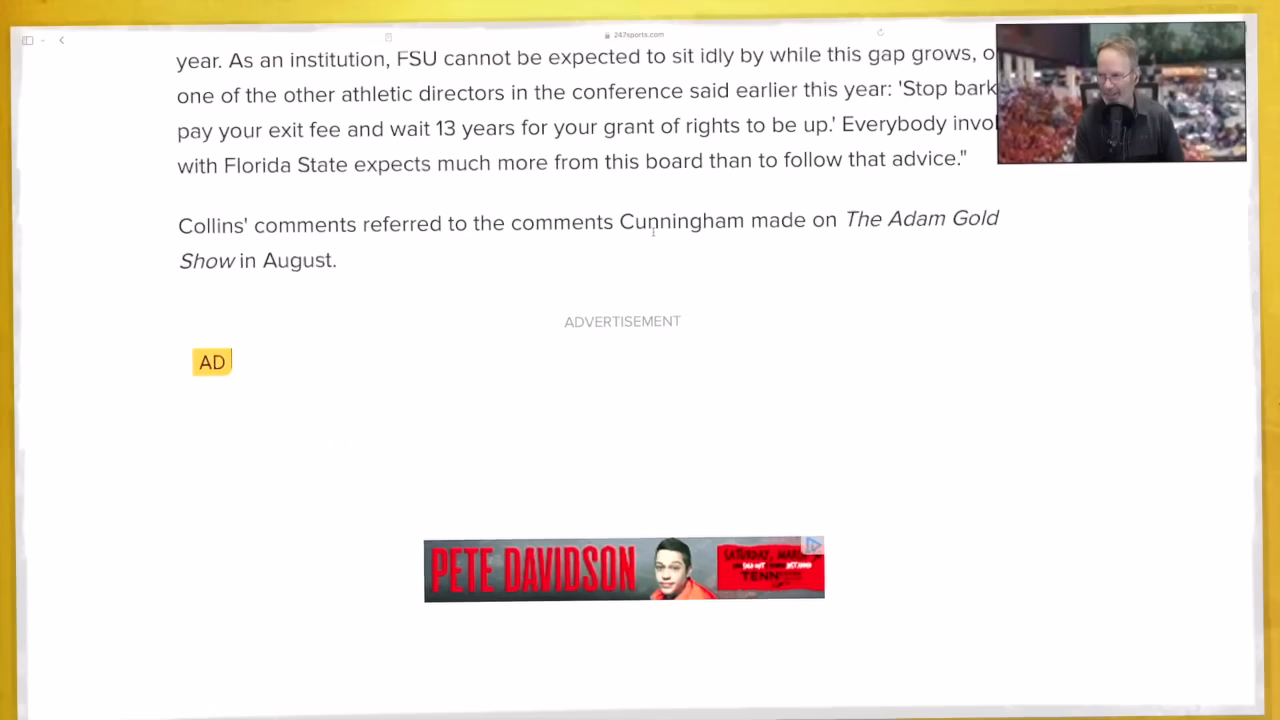 247sports.com
year. As an institution, FSU cannot be expected to sit idly by while this gap grows, o
one of the other athletic directors in the conference said earlier this year: 'Stop bark
pay your exit fee and wait 13 years for your grant of rights to be up.' Everybody invol
with Florida State expects much more from this board than to follow that advice."
Collins' comments referred to the comments Cunningham made on The Adam Gold
Show in August.
ADVERTISEMENT
AD
PETE DAVIDSON
SATURDAY, MAR
TENN